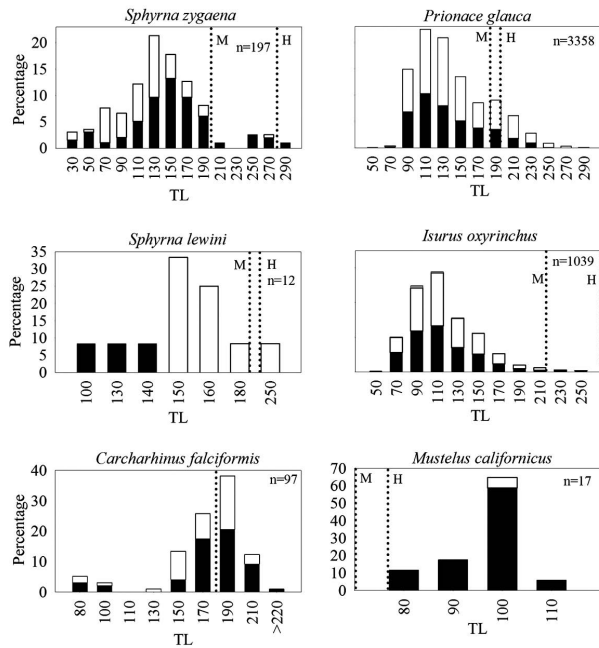 Sphyrna zygaena
Percentage
20
15
10
5
0
M
H
n=197
30 50 70 90 110 130 150 170 190 210 230 250 270 290
TL
Prionace glauca
M
H
n=3358
50 70 90 110 130 150 170 190 210 230 250 270 290
TL
Sphyrna lewini
Percentage
35
30
25
20
15
10
5
0
M
H
n=12
100 130 140 150 160 180 250
TL
Isurus oxyrinchus
n=1039
M
H
50 70 90 110 130 150 170 190 210 230 250
TL
Carcharhinus falciformis
Percentage
40
30
20
10
0
n=97
80 100 110 130 150 170 190 210 >220
TL
Mustelus californicus
70
60
50
40
30
20
10
0
M
H
n=17
80 90 100 110
TL